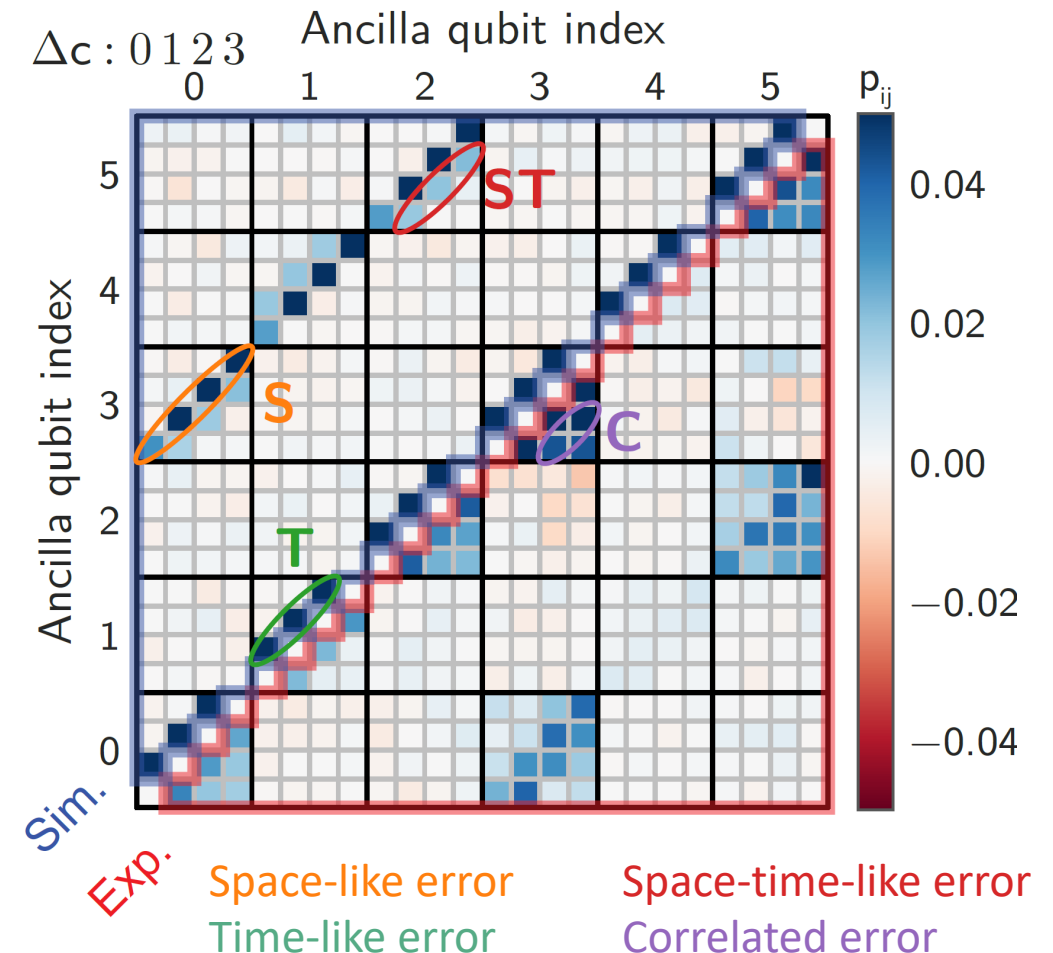 Ancilla qubit index
Δc : 0 1 2 3
0 1 2 3 4 5
p_ij
Ancilla qubit index
5
4
3
2
1
0
ST
S
C
T
0.04
0.02
0.00
—0.02
—0.04
Sim.
Exp.
Space-like error
Space-time-like error
Time-like error
Correlated error